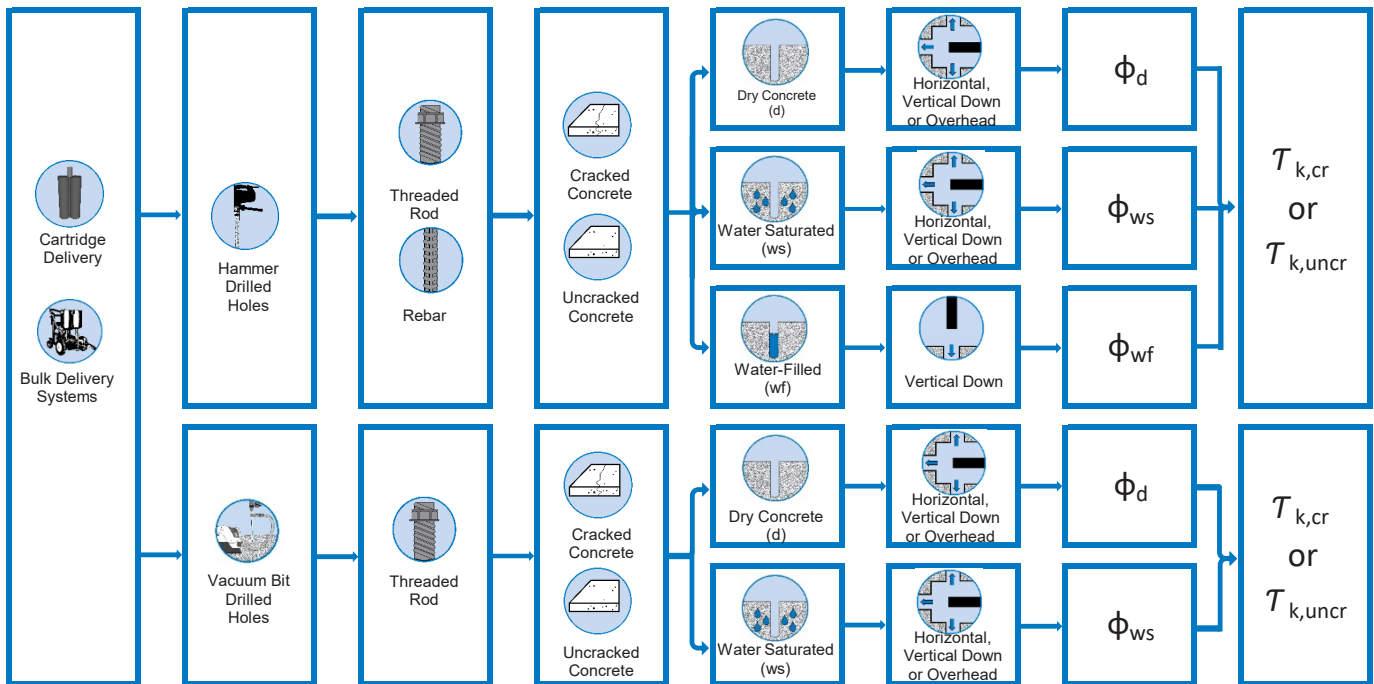 Cartridge
Delivery
Bulk Delivery
Systems
Hammer
Drilled
Holes
Threaded
Rod
Rebar
Cracked
Concrete
Uncracked
Concrete
Dry Concrete
(d)
Horizontal,
Vertical Down
or Overhead
ϕd
Water Saturated
(ws)
Horizontal,
Vertical Down
or Overhead
ϕws
Water-Filled
(wf)
Vertical Down
ϕwf
τk,cr
or
τk,uncr
Vacuum Bit
Drilled
Holes
Threaded
Rod
Cracked
Concrete
Uncracked
Concrete
Dry Concrete
(d)
Horizontal,
Vertical Down
or Overhead
ϕd
Water Saturated
(ws)
Horizontal,
Vertical Down
or Overhead
ϕws
τk,cr
or
τk,uncr